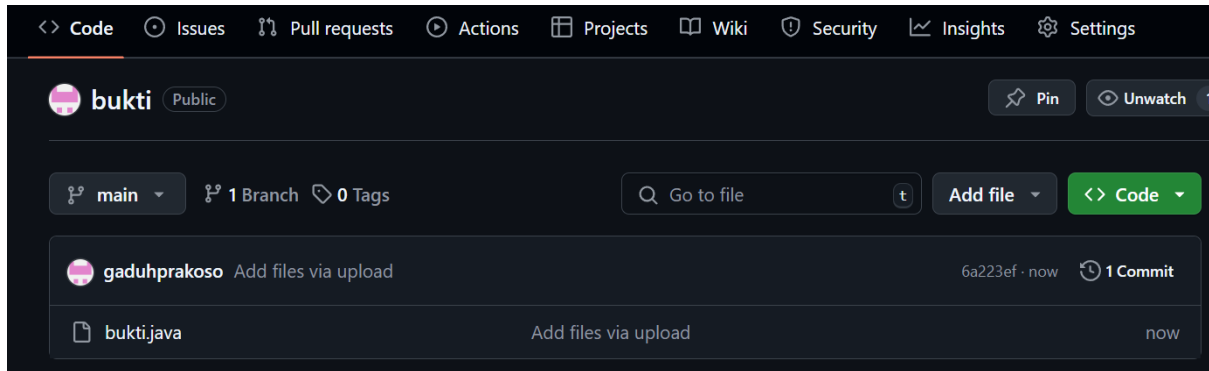 <> Code Issues Pull requests Actions Projects Wiki Security Insights Settings
bukti Public Pin Unwatch
main 1 Branch 0 Tags Go to file t Add file <> Code
gaduhprakoso Add files via upload 6a223ef · now 1 Commit
bukti.java Add files via upload now